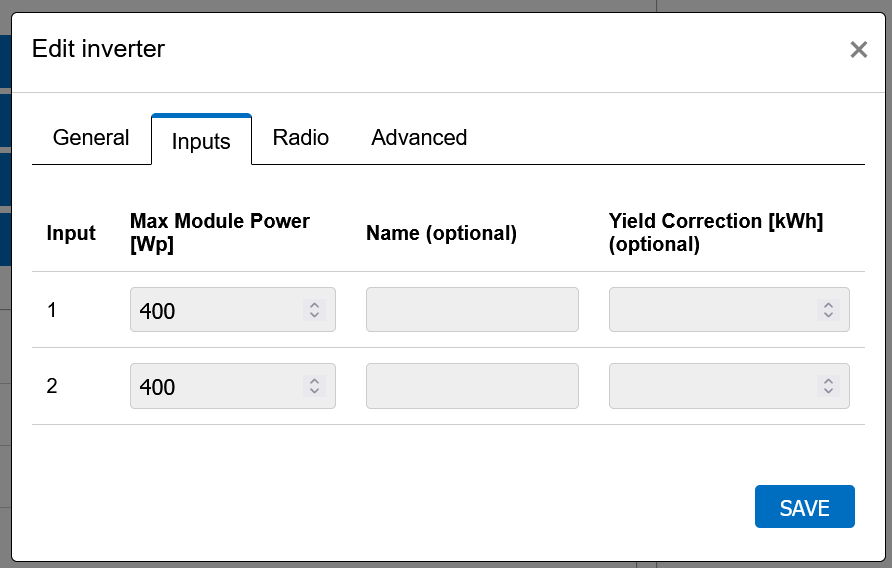 Edit inverter
General Inputs Radio Advanced
Input Max Module Power [Wp] Name (optional) Yield Correction [kWh] (optional)
1 400
2 400
SAVE